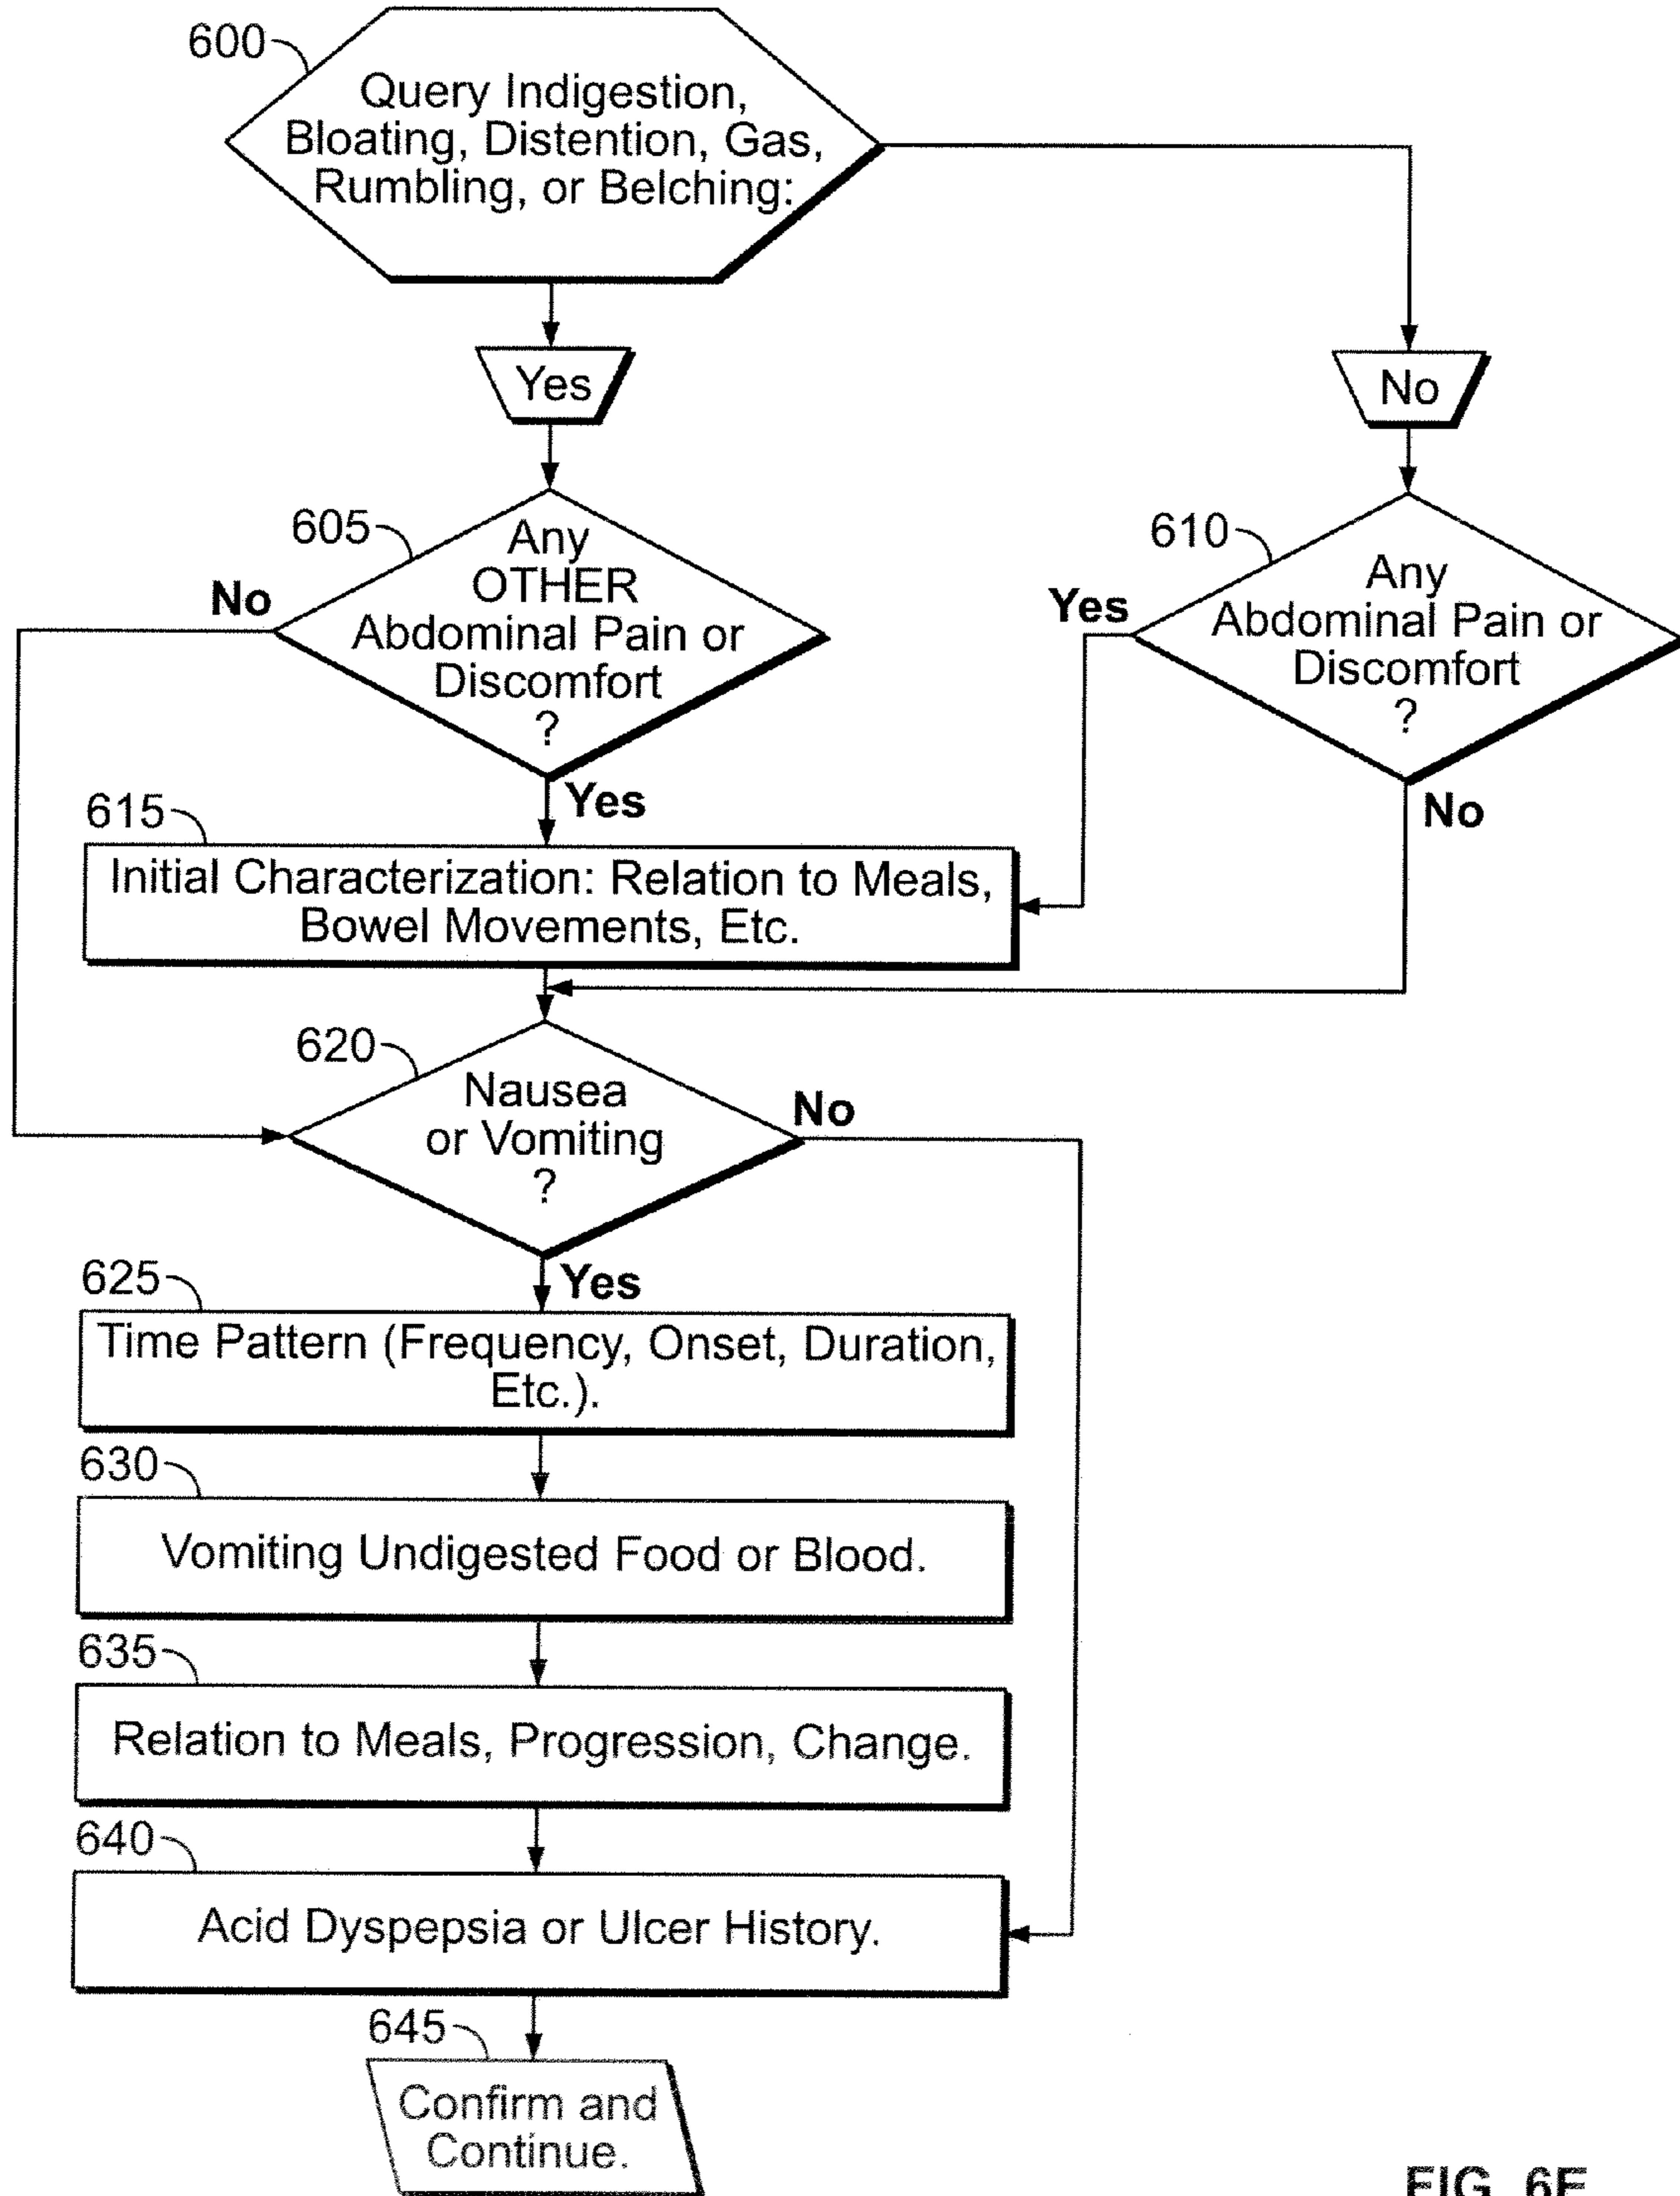 600
Query Indigestion,
Bloating, Distention, Gas,
Rumbling, or Belching:
Yes
No
605
Any
OTHER
Abdominal Pain or
Discomfort
?
No
Yes
610
Any
Abdominal Pain or
Discomfort
?
Yes
No
615
Initial Characterization: Relation to Meals,
Bowel Movements, Etc.
620
Nausea
or Vomiting
?
No
Yes
625
Time Pattern (Frequency, Onset, Duration,
Etc.).
630
Vomiting Undigested Food or Blood.
635
Relation to Meals, Progression, Change.
640
Acid Dyspepsia or Ulcer History.
645
Confirm and
Continue.
FIG. 6E